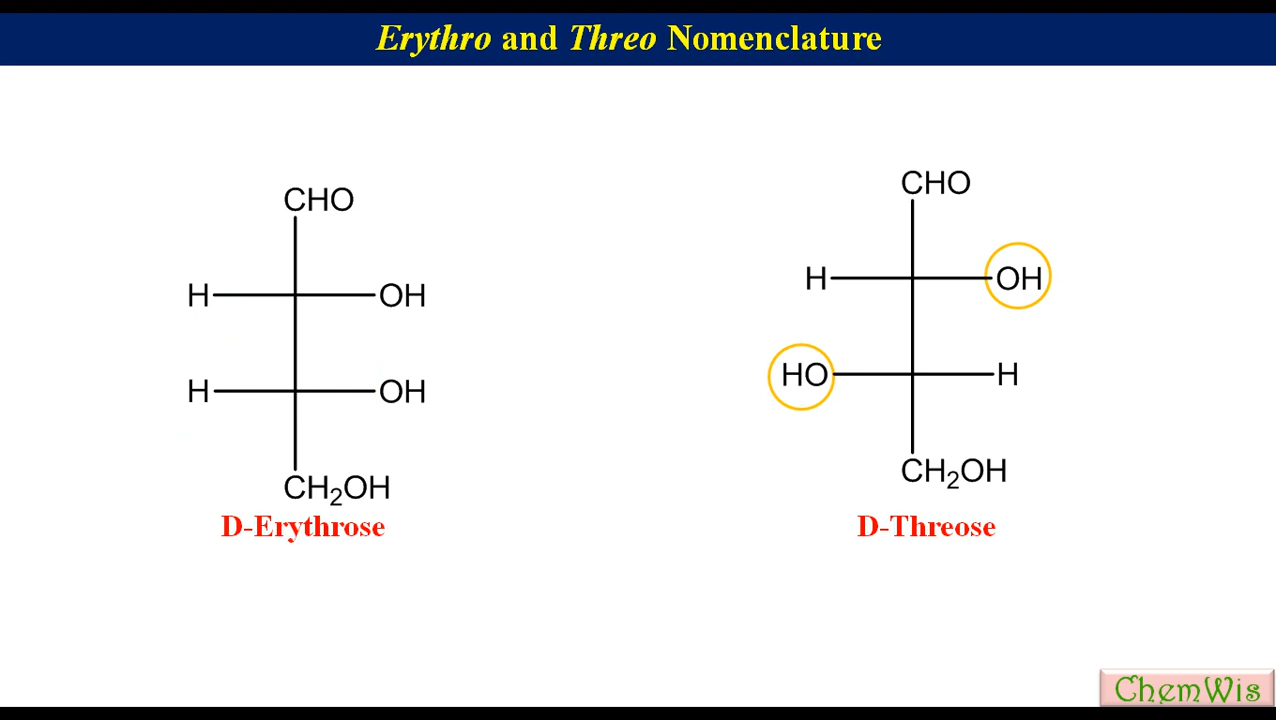 Erythro and Threo Nomenclature
CHO
H OH
H OH
CH₂OH
D-Erythrose
CHO
H OH
HO H
CH₂OH
D-Threose
ChemWis